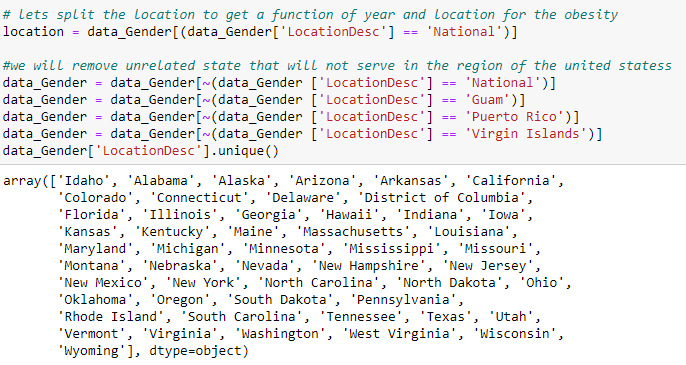 # Lets split the Location to get a function of year and Location for the obesity
location = data_Gender[(data_Gender['LocationDesc'] == 'National')]
#we will remove unrelated state that will not serve in the region of the united statess
data_Gender = data_Gender[~(data_Gender ['LocationDesc'] == 'National')]
data_Gender = data_Gender[~(data_Gender ['LocationDesc'] == 'Guam')]
data_Gender = data_Gender[~(data_Gender ['LocationDesc'] == 'Puerto Rico')]
data_Gender = data_Gender[~(data_Gender ['LocationDesc'] == 'Virgin Islands')]
data_Gender['LocationDesc'].unique()
array(['Idaho', 'Alabama', 'Alaska', 'Arizona', 'Arkansas', 'California',
'Colorado', 'Connecticut', 'Delaware', 'District of Columbia',
'Florida', 'Illinois', 'Georgia', 'Hawaii', 'Indiana', 'Iowa',
'Kansas', 'Kentucky', 'Maine', 'Massachusetts', 'Louisiana',
'Maryland', 'Michigan', 'Minnesota', 'Mississippi', 'Missouri',
'Montana', 'Nebraska', 'Nevada', 'New Hampshire', 'New Jersey',
'New Mexico', 'New York', 'North Carolina', 'North Dakota', 'Ohio',
'Oklahoma', 'Oregon', 'South Dakota', 'Pennsylvania',
'Rhode Island', 'South Carolina', 'Tennessee', 'Texas', 'Utah',
'Vermont', 'Virginia', 'Washington', 'West Virginia', 'Wisconsin',
'Wyoming'], dtype=object)